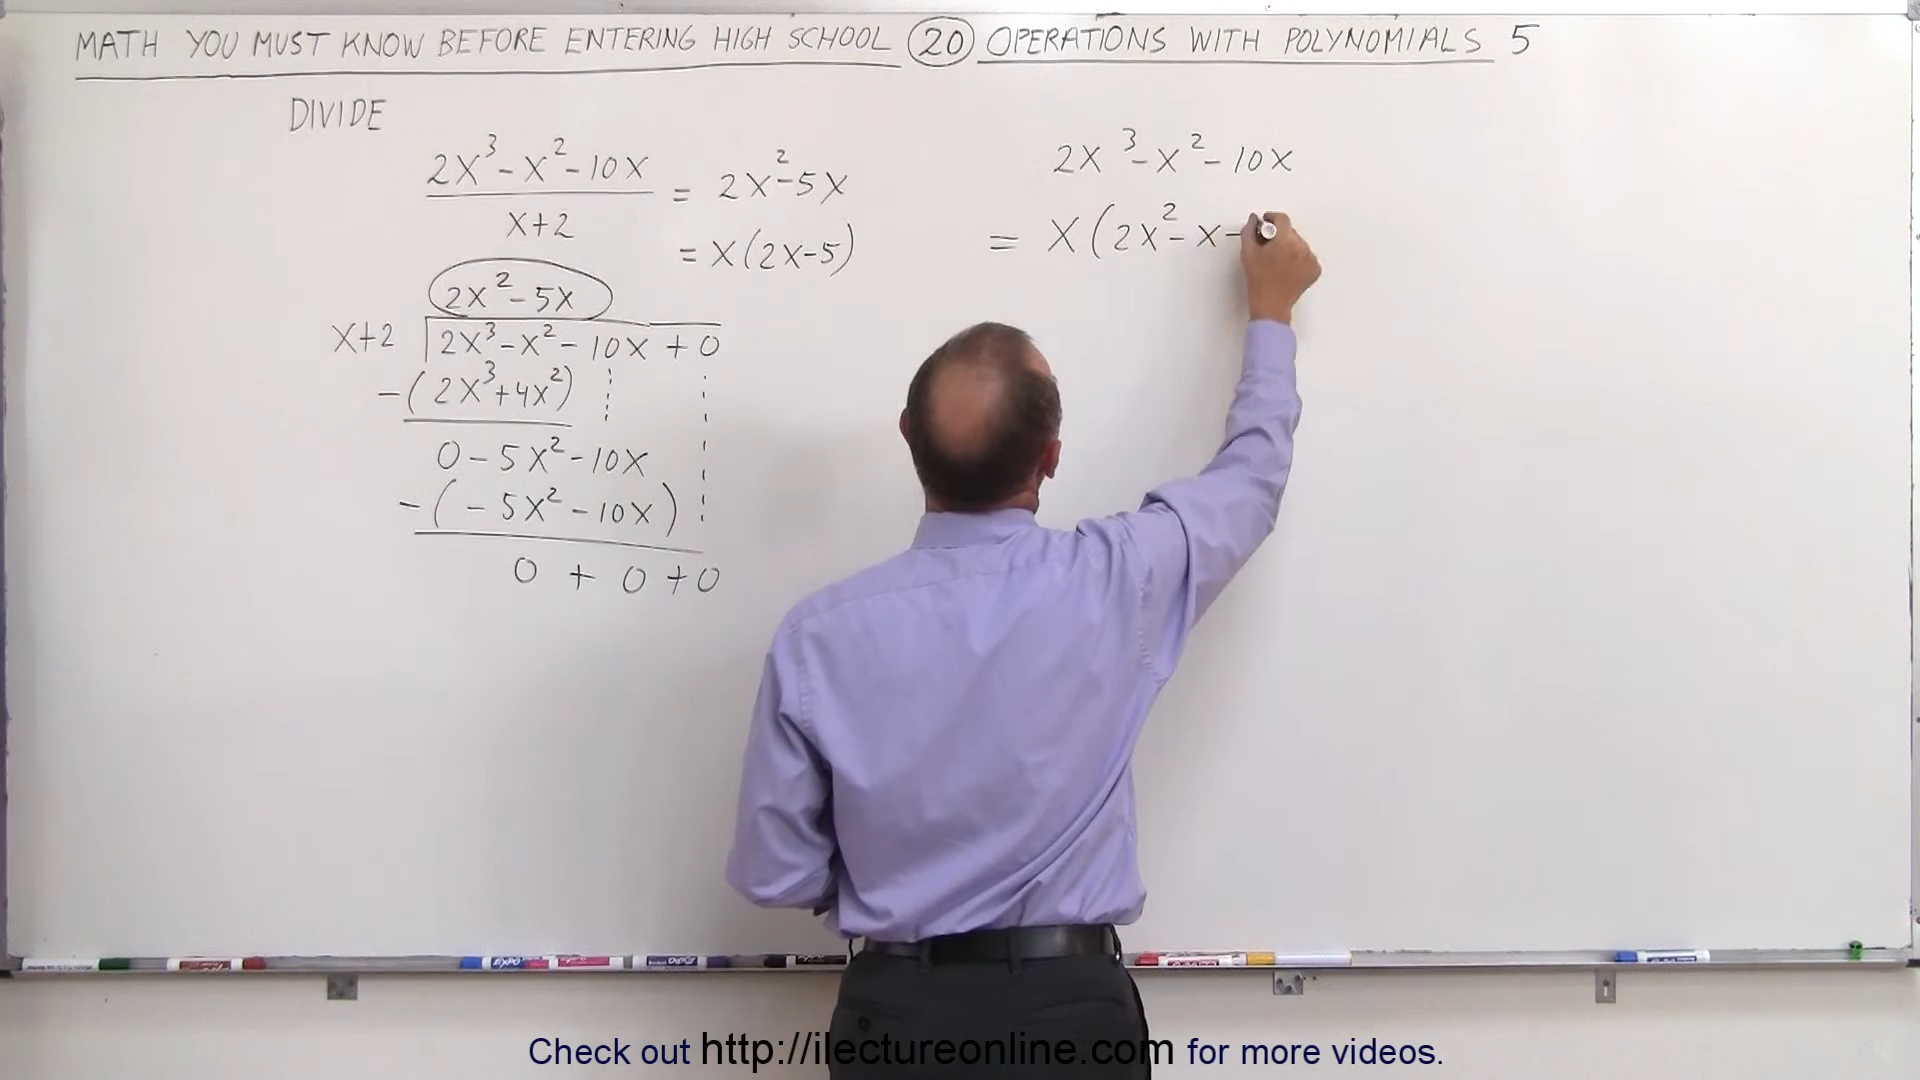 MATH YOU MUST KNOW BEFORE ENTERING HIGH SCHOOL 20 OPERATIONS WITH POLYNOMIALS 5
DIVIDE
2X³-X²-10X
X+2
= 2X²-5X
= X(2X-5)
2X²-5X
X+2 2X³-X²-10X+0
-(2X³+4X²)
0-5X²-10X
-(-5X²-10X)
0+0+0
2X³-X²-10X
= X(2X²-X-
Check out http://ilectureonline.com for more videos.